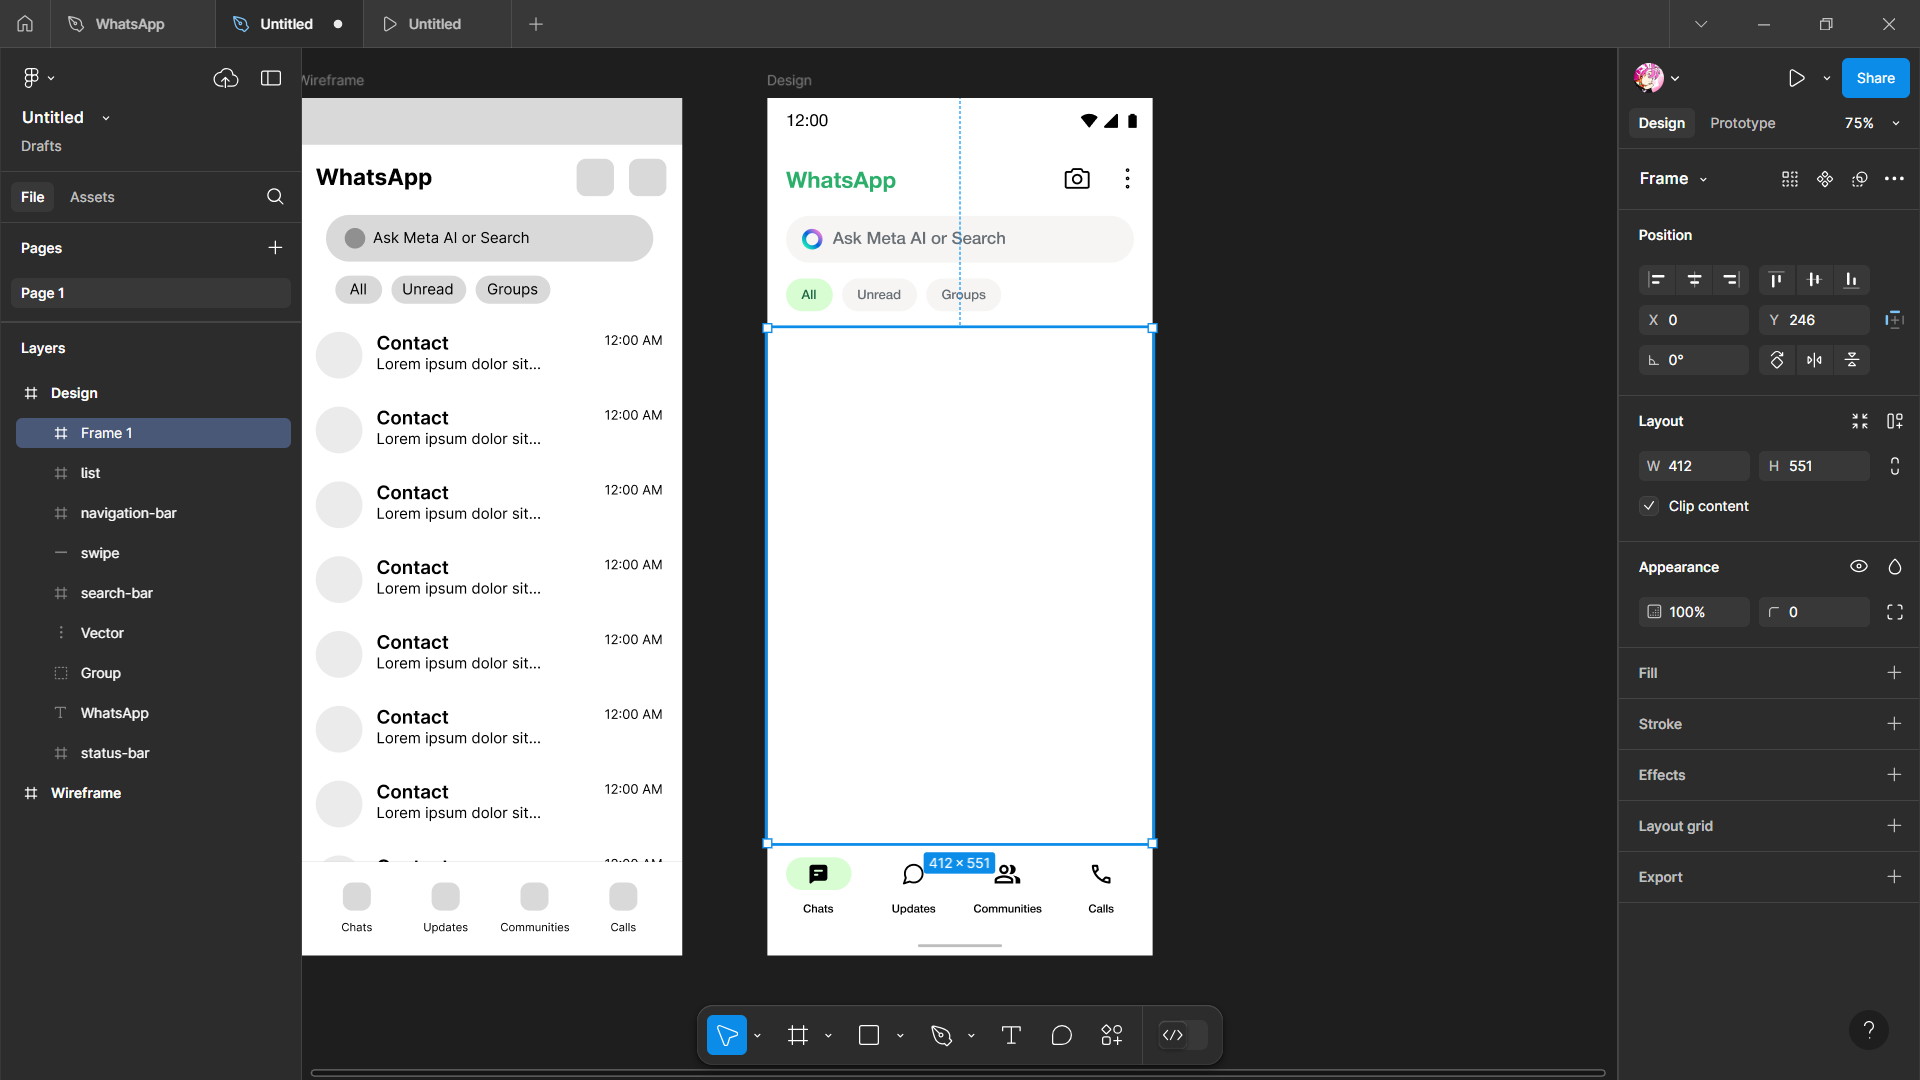 WhatsApp
Untitled
Untitled
Untitled
Drafts
File
Assets
Pages
Page 1
Layers
Design
Frame 1
list
navigation-bar
swipe
search-bar
Vector
Group
WhatsApp
status-bar
Wireframe
Wireframe
WhatsApp
Ask Meta AI or Search
All
Unread
Groups
Contact
12:00 AM
Lorem ipsum dolor sit...
Contact
12:00 AM
Lorem ipsum dolor sit...
Contact
12:00 AM
Lorem ipsum dolor sit...
Contact
12:00 AM
Lorem ipsum dolor sit...
Contact
12:00 AM
Lorem ipsum dolor sit...
Contact
12:00 AM
Lorem ipsum dolor sit...
Contact
12:00 AM
Lorem ipsum dolor sit...
Chats
Updates
Communities
Calls
Design
12:00
WhatsApp
Ask Meta AI or Search
All
Unread
Groups
412 × 551
Chats
Updates
Communities
Calls
Share
Design
Prototype
75%
Frame
Position
X 0
Y 246
0°
Layout
W 412
H 551
Clip content
Appearance
100%
0
Fill
Stroke
Effects
Layout grid
Export
?